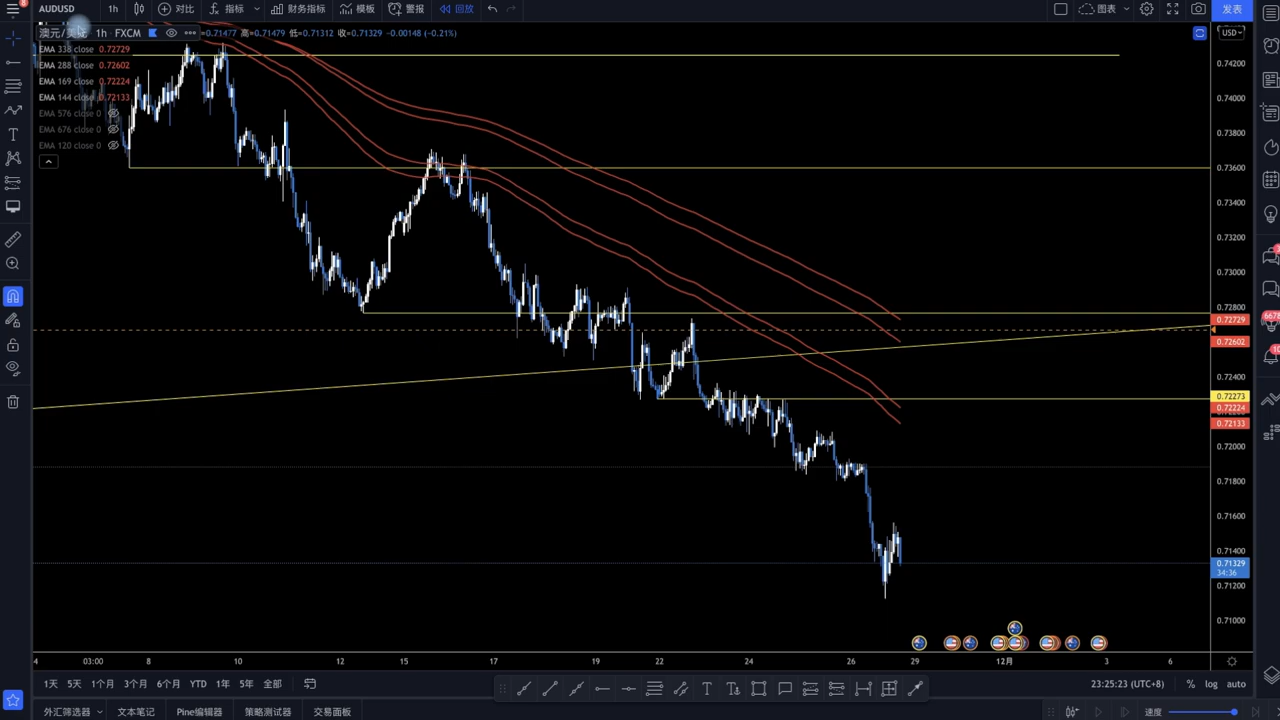 8
AUDUSD 1h 对比 指标 财务指标 模板 警报 回放 图表 发表
澳元/美元 1h · FXCM =0.71477 高=0.71479 低=0.71312 收=0.71329 -0.00148 (-0.21%)
USD
EMA 338 close 0.72729
EMA 288 close 0.72602
EMA 169 close 0.72224
EMA 144 close 0.72133
EMA 576 close 0
EMA 676 close 0
EMA 120 close 0
0.74200
0.74000
0.73800
0.73600
0.73400
0.73200
0.73000
0.72800
0.72729
0.72602
0.72400
0.72273
0.72224
0.72133
0.72000
0.71800
0.71600
0.71400
0.71329
34:36
0.71200
0.71000
6678
4 03:00 8 10 12 15 17 19 22 24 26 29 12月 3 6
1天 5天 1个月 3个月 6个月 YTD 1年 5年 全部 23:25:23 (UTC+8) % log auto
外汇筛选器 文本笔记 Pine编辑器 策略测试器 交易面板 速度